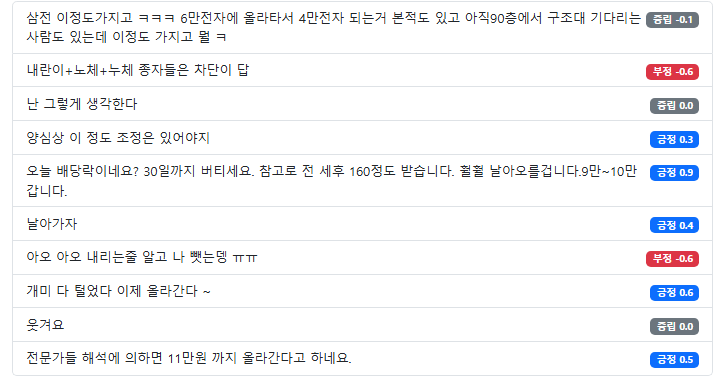 삼전 이정도가지고 ㅋㅋㅋ 6만전자에 올라타서 4만전자 되는거 본적도 있고 아직90층에서 구조대 기다리는 중립 -0.1
사람도 있는데 이정도 가지고 뭘 ㅋ
내란이+노체+누체 종자들은 차단이 답 부정 -0.6
난 그렇게 생각한다 중립 0.0
양심상 이 정도 조정은 있어야지 긍정 0.3
오늘 배당락이네요? 30일까지 버티세요. 참고로 전 세후 160정도 받습니다. 훨훨 날아오를겁니다.9만~10만 긍정 0.9
갑니다.
날아가자 긍정 0.4
아오 아오 내리는줄 알고 나 뺏는뎅 ㅠㅠ 부정 -0.6
개미 다 털었다 이제 올라간다 ~ 긍정 0.6
웃겨요 중립 0.0
전문가들 해석에 의하면 11만원 까지 올라간다고 하네요. 긍정 0.5